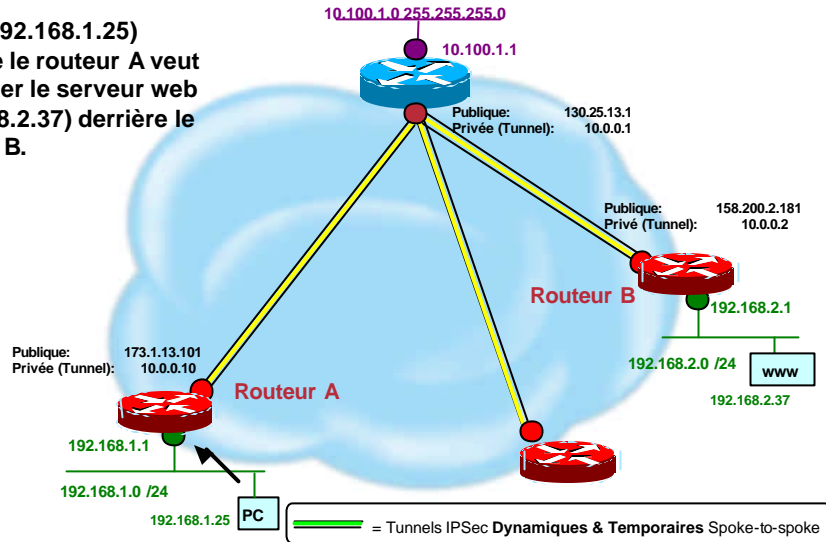 92.168.1.25)
le routeur A veut
er le serveur web
8.2.37) derrière le
B.
10.100.1.0 255.255.255.0
10.100.1.1
Publique: 130.25.13.1
Privée (Tunnel): 10.0.0.1
Publique: 158.200.2.181
Privé (Tunnel): 10.0.0.2
Routeur B
192.168.2.1
192.168.2.0 /24
www
192.168.2.37
Publique: 173.1.13.101
Privée (Tunnel): 10.0.0.10
Routeur A
192.168.1.1
192.168.1.0 /24
192.168.1.25
PC
= Tunnels IPSec Dynamiques & Temporaires Spoke-to-spoke